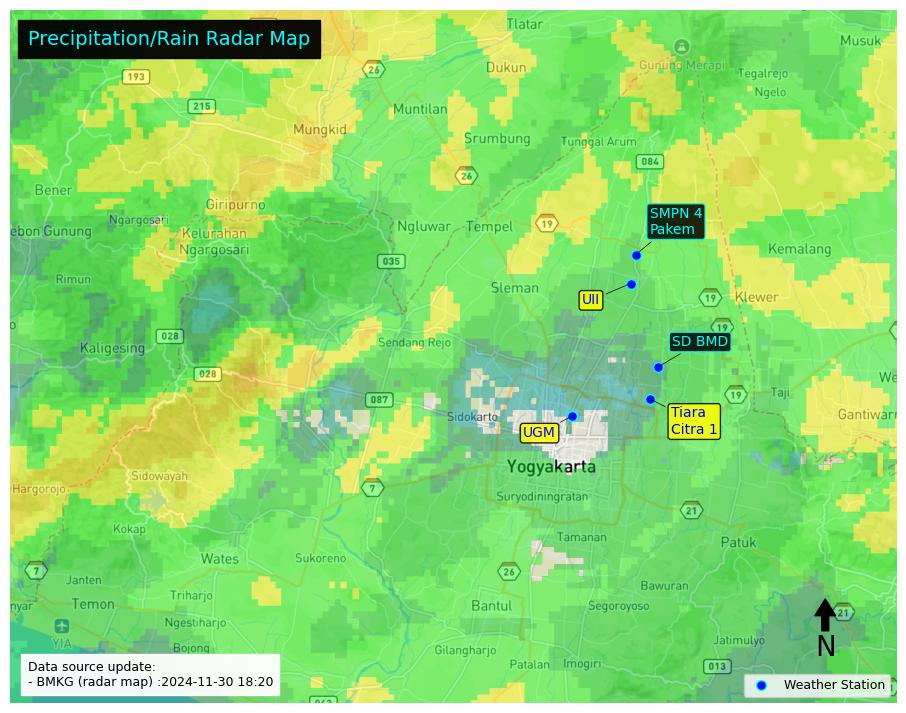 Precipitation/Rain Radar Map
Tlatar
Musuk
193
26
Dukun
Gunung Merapi
Tegalrejo
Ngelo
215
Muntilan
Mungkid
Srumbung
Tunggal Arum
084
26
Bener
Giripurno
Ngargosari
ebon Gunung
Kelurahan
Ngargosari
Ngluwar
Tempel
19
SMPN 4
Pakem
Kemalang
035
Rimun
Sleman
UII
19
Klewer
19
028
Kaligesing
Sendang Rejo
SD BMD
028
087
19
Taji
We
Sidokarto
UGM
Tiara
Citra 1
Gantiwar
Yogyakarta
Sidowayah
Hargorojo
7
Suryodiningratan
21
Kokap
Tamanan
Patuk
Wates
Sukoreno
7
26
Janten
Bawuran
Triharjo
nyar
Temon
Bantul
Segoroyoso
21
Ngestiharjo
YIA
Bojong
Jatimulyo
N
Gilangharjo
Patalan
Imogiri
013
Data source update:
- BMKG (radar map) :2024-11-30 18:20
Weather Station